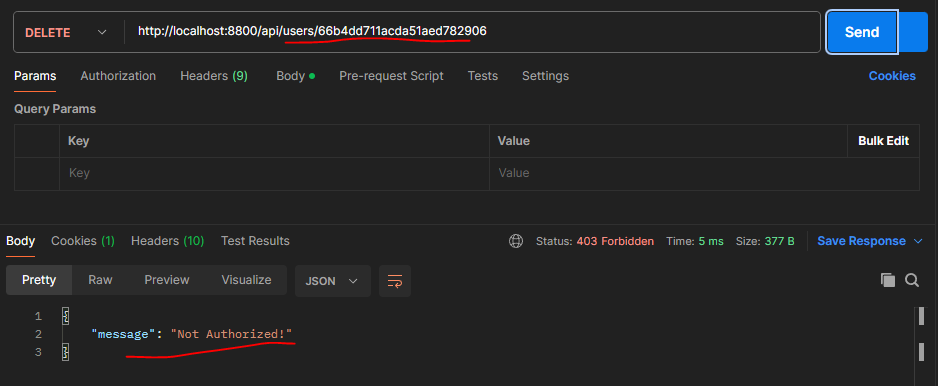 DELETE http://localhost:8800/api/users/66b4dd711acda51aed782906 Send
Params Authorization Headers (9) Body Pre-request Script Tests Settings Cookies
Query Params
Key Value Bulk Edit
Key Value
Body Cookies (1) Headers (10) Test Results Status: 403 Forbidden Time: 5 ms Size: 377 B Save Response
Pretty Raw Preview Visualize JSON
1 {
2 "message": "Not Authorized!"
3 }